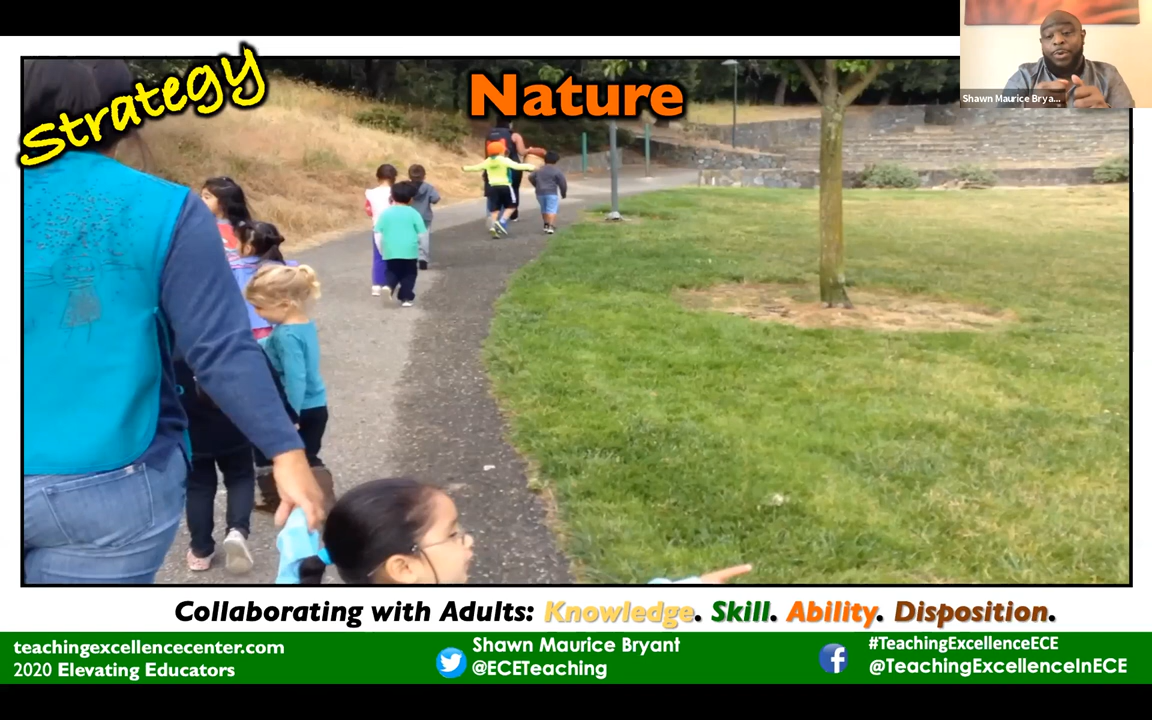 Strategy
Nature
Shawn Maurice Brya...
Collaborating with Adults: Knowledge. Skill. Ability. Disposition.
teachingexcellencecenter.com
2020 Elevating Educators
Shawn Maurice Bryant
@ECETeaching
#TeachingExcellenceECE
@TeachingExcellenceInECE